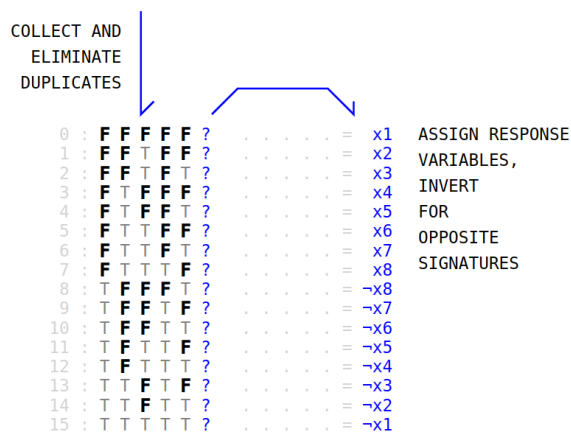 COLLECT AND
ELIMINATE
DUPLICATES
0 : F F F F F ? . . . . . = x1
1 : F F T F F ? . . . . . = x2
2 : F F T F T ? . . . . . = x3
3 : F T F F F ? . . . . . = x4
4 : F T F F T ? . . . . . = x5
5 : F T T F F ? . . . . . = x6
6 : F T T F T ? . . . . . = x7
7 : F T T T F ? . . . . . = x8
8 : T F F F T ? . . . . . = ¬x8
9 : T F F T F ? . . . . . = ¬x7
10 : T F F T T ? . . . . . = ¬x6
11 : T F T T F ? . . . . . = ¬x5
12 : T F T T T ? . . . . . = ¬x4
13 : T T F T F ? . . . . . = ¬x3
14 : T T F T T ? . . . . . = ¬x2
15 : T T T T T ? . . . . . = ¬x1
ASSIGN RESPONSE
VARIABLES,
INVERT
FOR
OPPOSITE
SIGNATURES